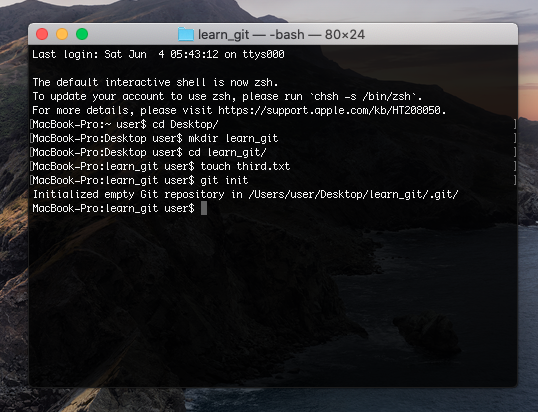 learn_git — -bash — 80×24
Last login: Sat Jun  4 05:43:12 on ttys000
The default interactive shell is now zsh.
To update your account to use zsh, please run `chsh -s /bin/zsh`.
For more details, please visit https://support.apple.com/kb/HT208050.
[MacBook-Pro:~ user$ cd Desktop/ ]
[MacBook-Pro:Desktop user$ mkdir learn_git ]
[MacBook-Pro:Desktop user$ cd learn_git/ ]
[MacBook-Pro:learn_git user$ touch third.txt ]
[MacBook-Pro:learn_git user$ git init ]
Initialized empty Git repository in /Users/user/Desktop/learn_git/.git/
MacBook-Pro:learn_git user$